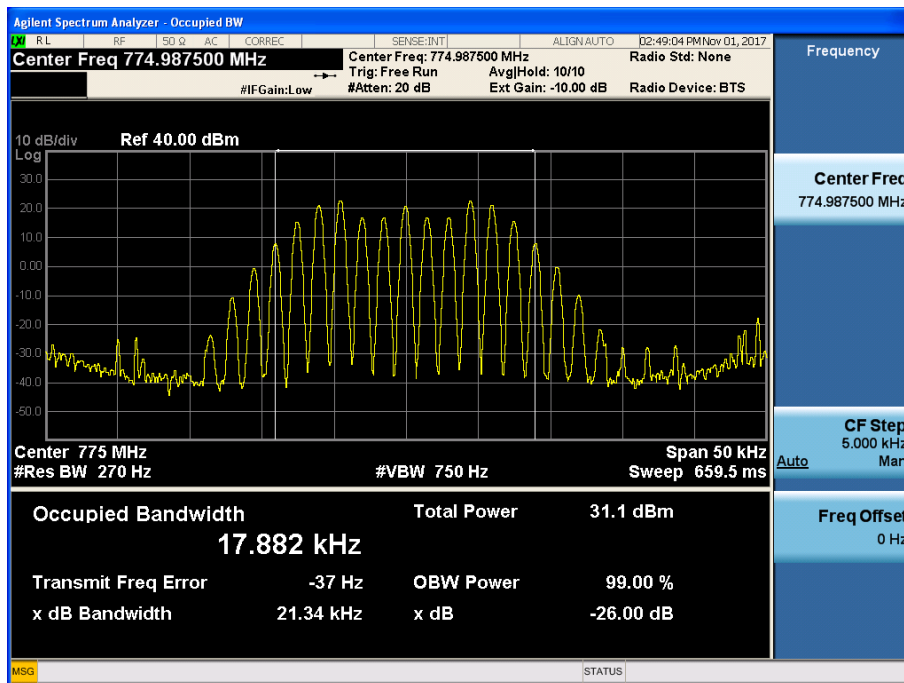 Agilent Spectrum Analyzer - Occupied BW
LXI RL RF 50 Ω AC CORREC SENSE:INT ALIGN AUTO 02:49:04 PM Nov 01, 2017
Center Freq 774.987500 MHz
Center Freq: 774.987500 MHz Radio Std: None
Trig: Free Run Avg|Hold: 10/10
#IFGain:Low #Atten: 20 dB Ext Gain: -10.00 dB Radio Device: BTS
10 dB/div Ref 40.00 dBm
Log
30.0
20.0
10.0
0.00
-10.0
-20.0
-30.0
-40.0
-50.0
Center 775 MHz Span 50 kHz
#Res BW 270 Hz #VBW 750 Hz Sweep 659.5 ms
Occupied Bandwidth Total Power 31.1 dBm
17.882 kHz
Transmit Freq Error -37 Hz OBW Power 99.00 %
x dB Bandwidth 21.34 kHz x dB -26.00 dB
MSG STATUS
Frequency
Center Freq
774.987500 MHz
CF Step
5.000 kHz
Auto Man
Freq Offset
0 Hz